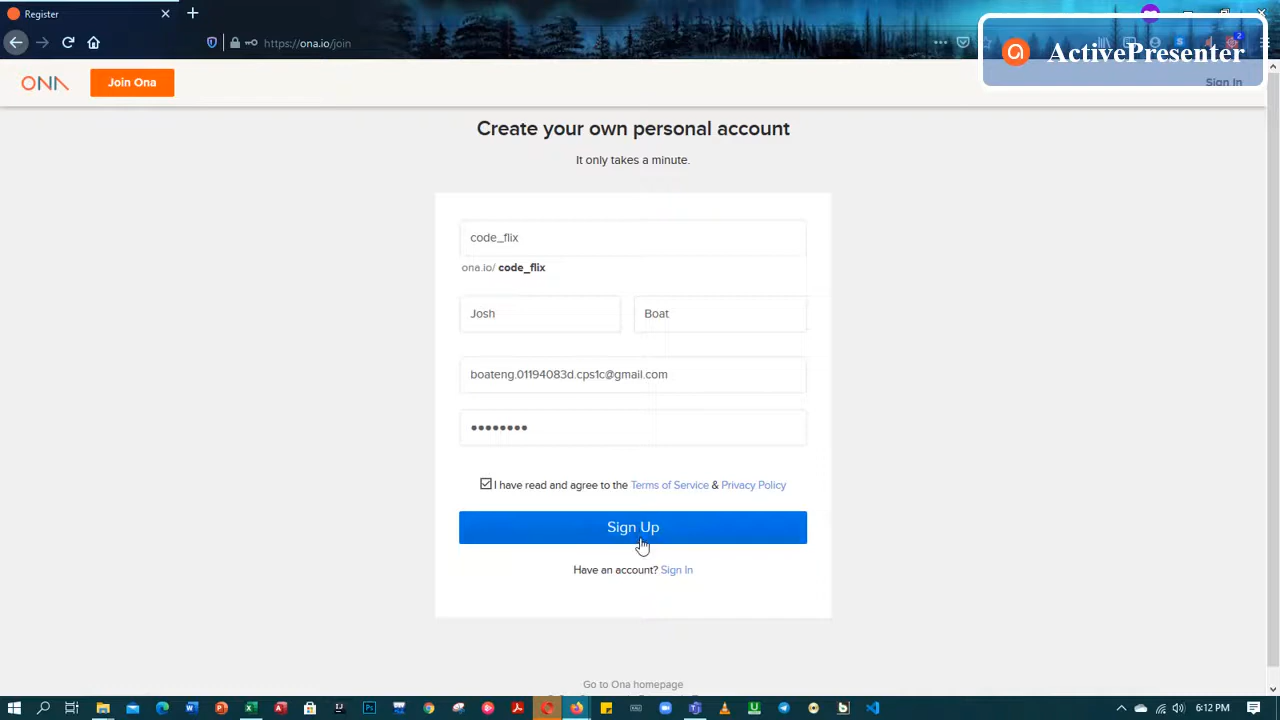 Register
https://ona.io/join
2
ActivePresenter
ONA
Join Ona
Sign In
Create your own personal account
It only takes a minute.
code_flix
ona.io/ code_flix
Josh
Boat
boateng.01194083d.cps1c@gmail.com
I have read and agree to the Terms of Service & Privacy Policy
Sign Up
Have an account? Sign In
Go to Ona homepage
6:12 PM